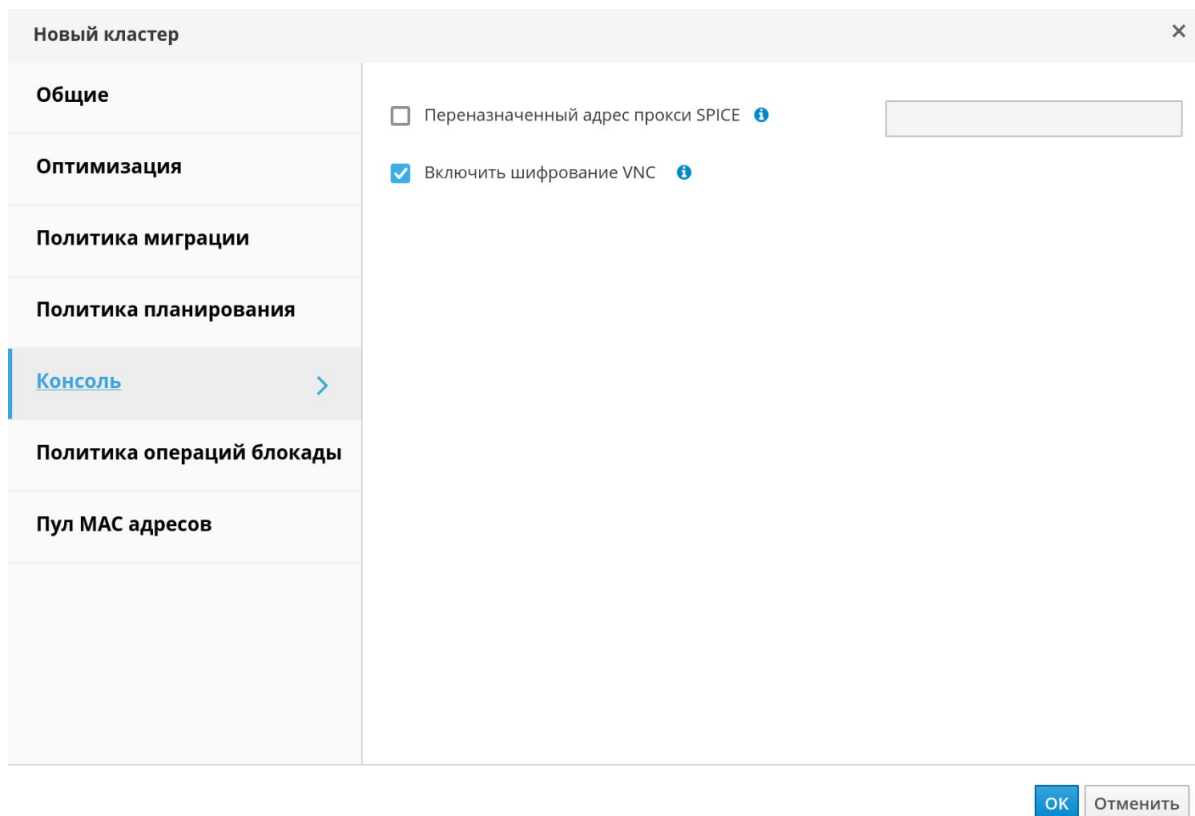 Новый кластер
Общие
Оптимизация
Политика миграции
Политика планирования
Консоль
Политика операций блокады
Пул MAC адресов
Переназначенный адрес прокси SPICE
Включить шифрование VNC
OK
Отменить